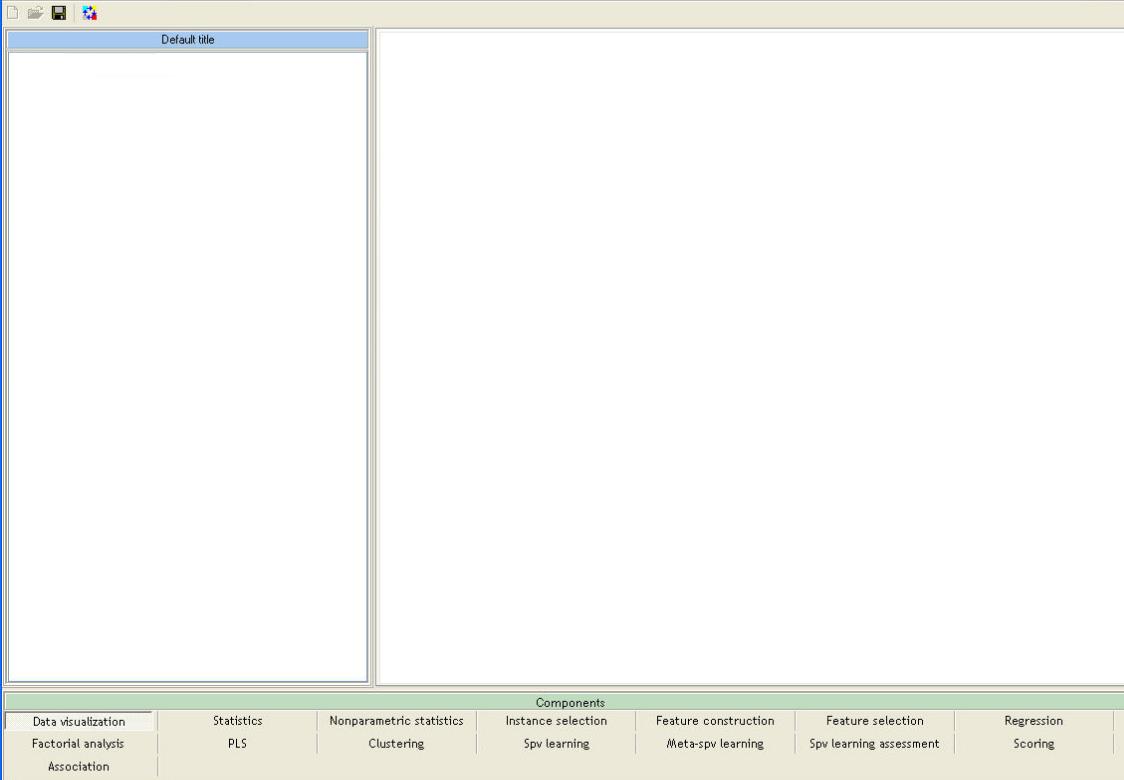 Default title
Components
Data visualization Statistics Nonparametric statistics Instance selection Feature construction Feature selection Regression
Factorial analysis PLS Clustering Spv learning Meta-spv learning Spv learning assessment Scoring
Association